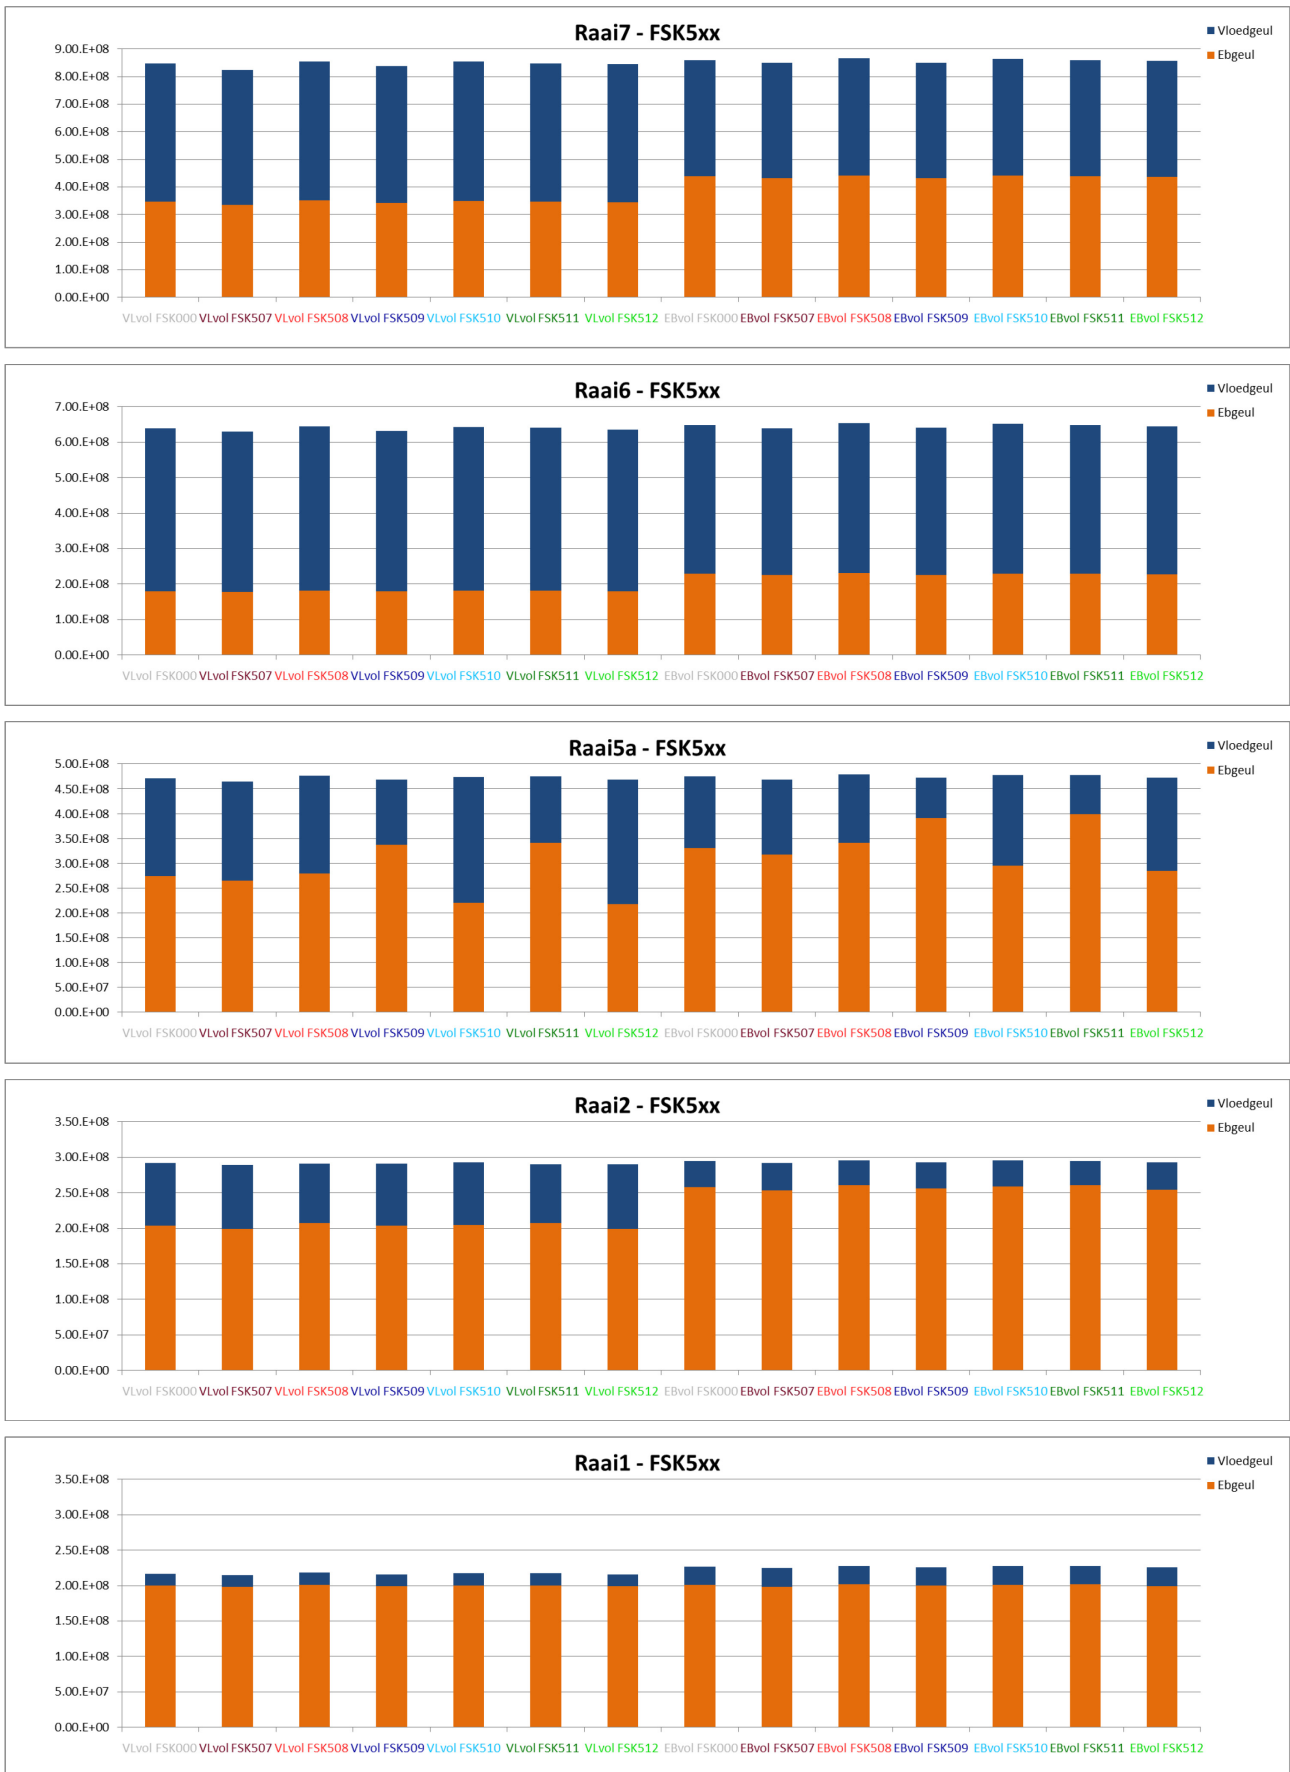 Raai7 - FSK5xx
Vloedgeul
Ebgeul
9.00.E+08
8.00.E+08
7.00.E+08
6.00.E+08
5.00.E+08
4.00.E+08
3.00.E+08
2.00.E+08
1.00.E+08
0.00.E+00
VLvol FSK000 VLvol FSK507 VLvol FSK508 VLvol FSK509 VLvol FSK510 VLvol FSK511 VLvol FSK512 EBvol FSK000 EBvol FSK507 EBvol FSK508 EBvol FSK509 EBvol FSK510 EBvol FSK511 EBvol FSK512
Raai6 - FSK5xx
Vloedgeul
Ebgeul
7.00.E+08
6.00.E+08
5.00.E+08
4.00.E+08
3.00.E+08
2.00.E+08
1.00.E+08
0.00.E+00
VLvol FSK000 VLvol FSK507 VLvol FSK508 VLvol FSK509 VLvol FSK510 VLvol FSK511 VLvol FSK512 EBvol FSK000 EBvol FSK507 EBvol FSK508 EBvol FSK509 EBvol FSK510 EBvol FSK511 EBvol FSK512
Raai5a - FSK5xx
Vloedgeul
Ebgeul
5.00.E+08
4.50.E+08
4.00.E+08
3.50.E+08
3.00.E+08
2.50.E+08
2.00.E+08
1.50.E+08
1.00.E+08
5.00.E+07
0.00.E+00
VLvol FSK000 VLvol FSK507 VLvol FSK508 VLvol FSK509 VLvol FSK510 VLvol FSK511 VLvol FSK512 EBvol FSK000 EBvol FSK507 EBvol FSK508 EBvol FSK509 EBvol FSK510 EBvol FSK511 EBvol FSK512
Raai2 - FSK5xx
Vloedgeul
Ebgeul
3.50.E+08
3.00.E+08
2.50.E+08
2.00.E+08
1.50.E+08
1.00.E+08
5.00.E+07
0.00.E+00
VLvol FSK000 VLvol FSK507 VLvol FSK508 VLvol FSK509 VLvol FSK510 VLvol FSK511 VLvol FSK512 EBvol FSK000 EBvol FSK507 EBvol FSK508 EBvol FSK509 EBvol FSK510 EBvol FSK511 EBvol FSK512
Raai1 - FSK5xx
Vloedgeul
Ebgeul
3.50.E+08
3.00.E+08
2.50.E+08
2.00.E+08
1.50.E+08
1.00.E+08
5.00.E+07
0.00.E+00
VLvol FSK000 VLvol FSK507 VLvol FSK508 VLvol FSK509 VLvol FSK510 VLvol FSK511 VLvol FSK512 EBvol FSK000 EBvol FSK507 EBvol FSK508 EBvol FSK509 EBvol FSK510 EBvol FSK511 EBvol FSK512